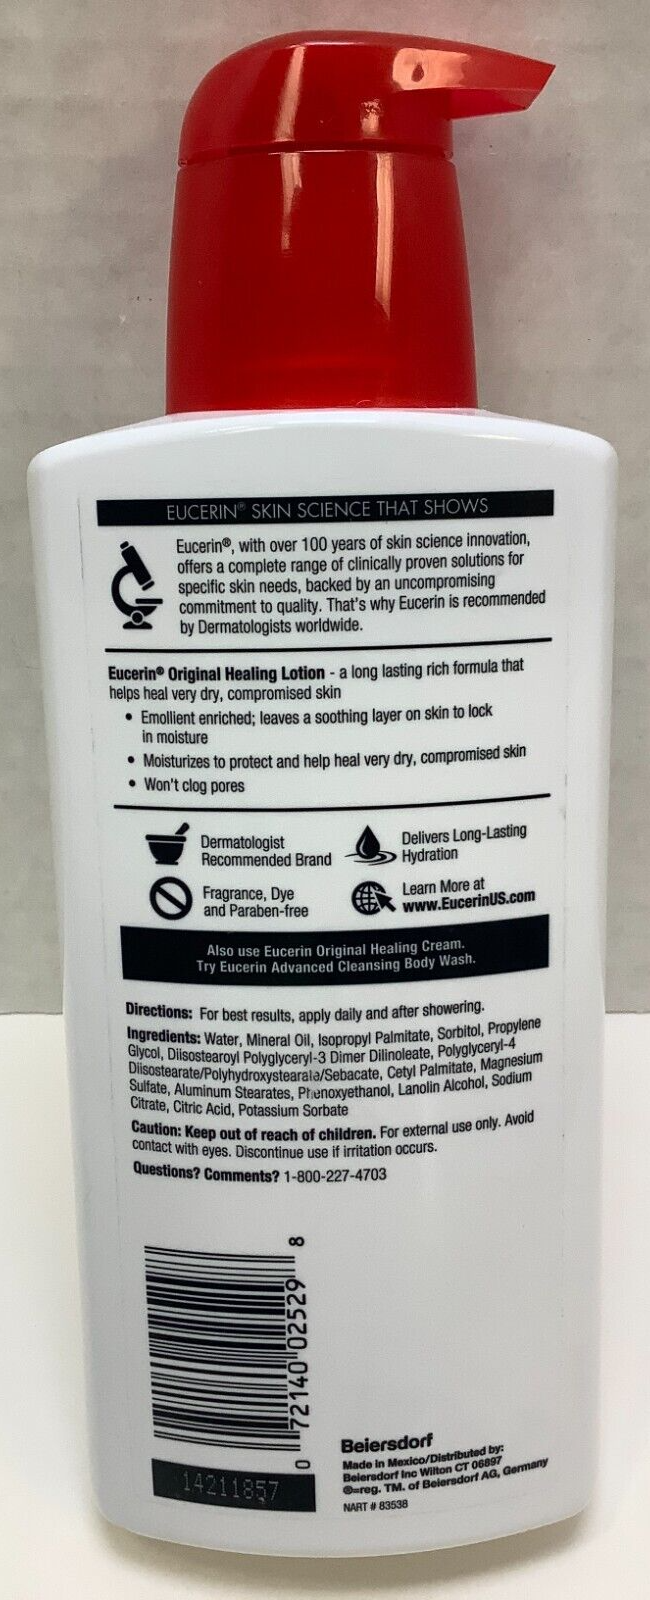 EUCERIN® SKIN SCIENCE THAT SHOWS
Eucerin®, with over 100 years of skin science innovation,
offers a complete range of clinically proven solutions for
specific skin needs, backed by an uncompromising
commitment to quality. That's why Eucerin is recommended
by Dermatologists worldwide.
Eucerin® Original Healing Lotion - a long lasting rich formula that
helps heal very dry, compromised skin
• Emollient enriched; leaves a soothing layer on skin to lock
in moisture
• Moisturizes to protect and help heal very dry, compromised skin
• Won't clog pores
Dermatologist
Recommended Brand
Delivers Long-Lasting
Hydration
Fragrance, Dye
and Paraben-free
Learn More at
www.EucerinUS.com
Also use Eucerin Original Healing Cream.
Try Eucerin Advanced Cleansing Body Wash.
Directions: For best results, apply daily and after showering.
Ingredients: Water, Mineral Oil, Isopropyl Palmitate, Sorbitol, Propylene
Glycol, Diisostearoyl Polyglyceryl-3 Dimer Dilinoleate, Polyglyceryl-4
Diisostearate/Polyhydroxystearate/Sebacate, Cetyl Palmitate, Magnesium
Sulfate, Aluminum Stearates, Phenoxyethanol, Lanolin Alcohol, Sodium
Citrate, Citric Acid, Potassium Sorbate
Caution: Keep out of reach of children. For external use only. Avoid
contact with eyes. Discontinue use if irritation occurs.
Questions? Comments? 1-800-227-4703
0 72140 02529 8
14211857
Beiersdorf
Made in Mexico/Distributed by:
Beiersdorf Inc Wilton CT 06897
®=reg. TM. of Beiersdorf AG, Germany
NART # 83538